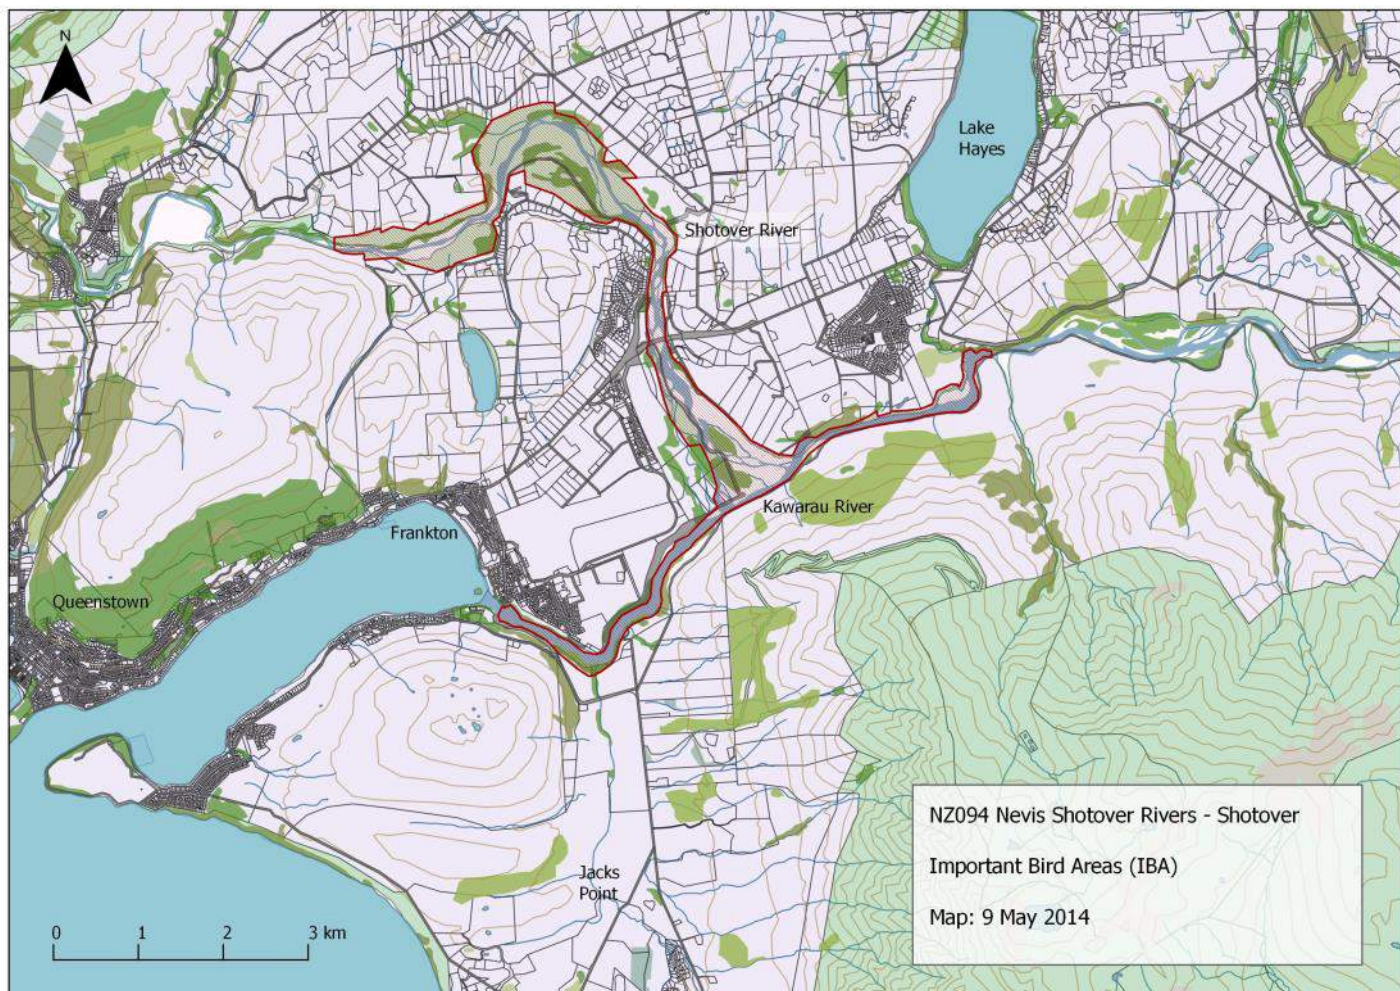 N
Lake
Hayes
Shotover River
Kawarau River
Frankton
Queenstown
Jacks
Point
0 1 2 3 km
NZ094 Nevis Shotover Rivers - Shotover
Important Bird Areas (IBA)
Map: 9 May 2014